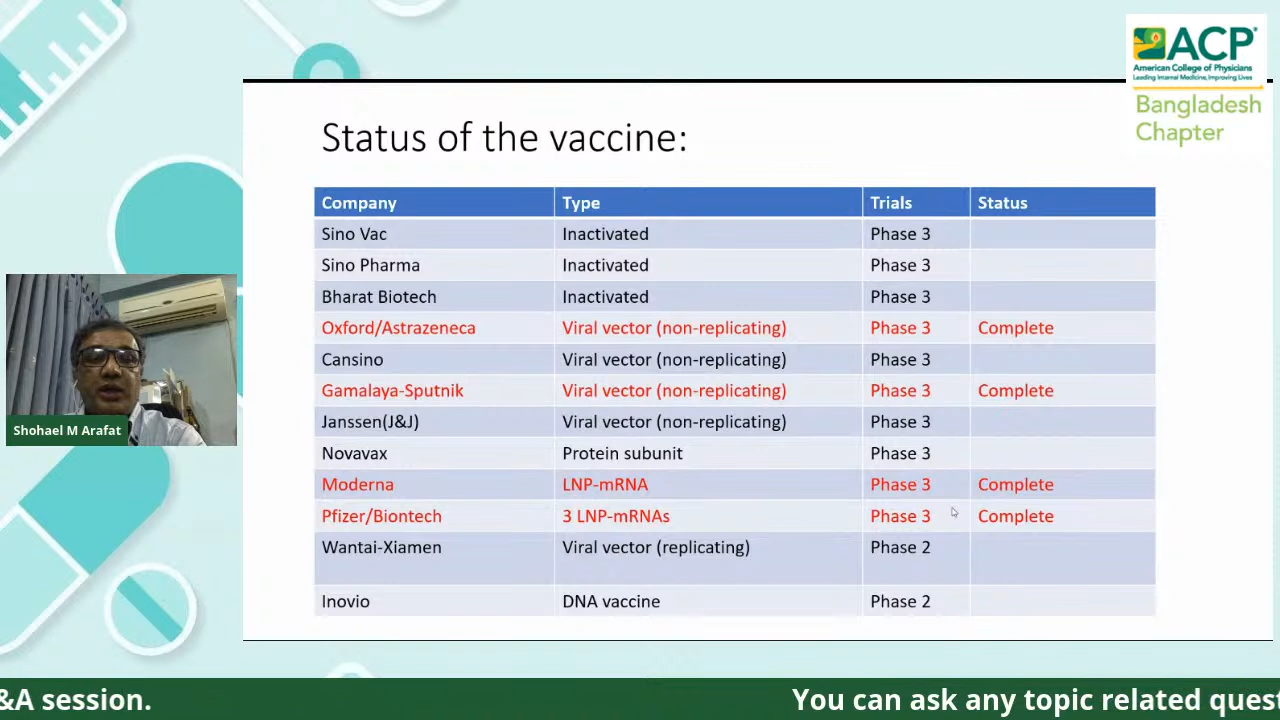 ACP
American College of Physicians
Leading Internal Medicine, Improving Lives
Bangladesh
Chapter
Status of the vaccine:
Company Type Trials Status
Sino Vac Inactivated Phase 3
Sino Pharma Inactivated Phase 3
Bharat Biotech Inactivated Phase 3
Oxford/Astrazeneca Viral vector (non-replicating) Phase 3 Complete
Cansino Viral vector (non-replicating) Phase 3
Gamalaya-Sputnik Viral vector (non-replicating) Phase 3 Complete
Janssen(J&J) Viral vector (non-replicating) Phase 3
Novavax Protein subunit Phase 3
Moderna LNP-mRNA Phase 3 Complete
Pfizer/Biontech 3 LNP-mRNAs Phase 3 Complete
Wantai-Xiamen Viral vector (replicating) Phase 2
Inovio DNA vaccine Phase 2
Shohael M Arafat
&A session. You can ask any topic related quest